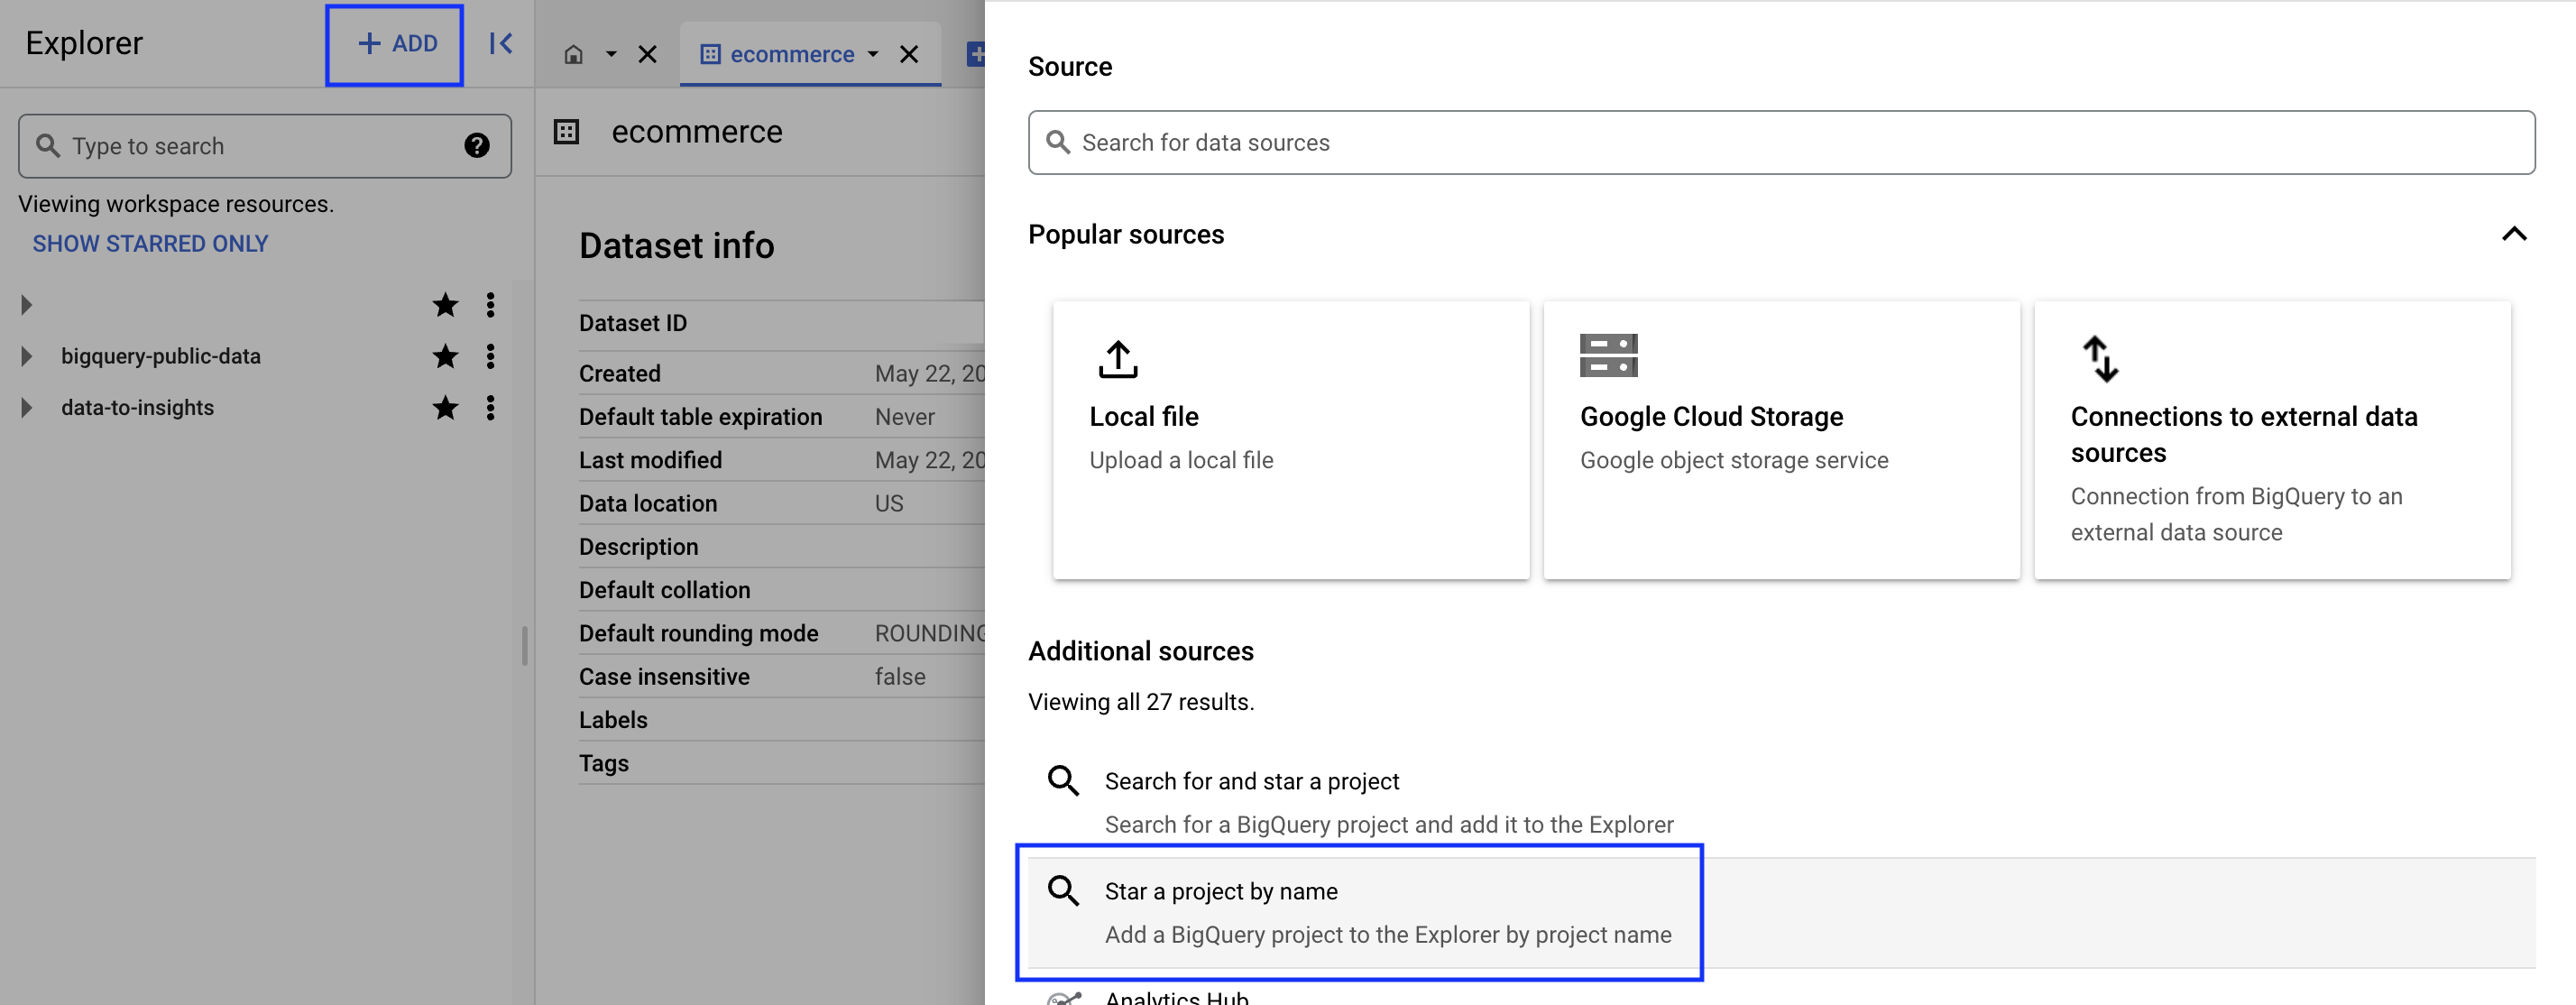 Explorer
+ ADD
Type to search
Viewing workspace resources.
SHOW STARRED ONLY
bigquery-public-data
data-to-insights
ecommerce
ecommerce
Dataset info
Dataset ID
Created May 22, 20
Default table expiration Never
Last modified May 22, 20
Data location US
Description
Default collation
Default rounding mode ROUNDING
Case insensitive false
Labels
Tags
Source
Search for data sources
Popular sources
Local file
Upload a local file
Google Cloud Storage
Google object storage service
Connections to external data
sources
Connection from BigQuery to an
external data source
Additional sources
Viewing all 27 results.
Search for and star a project
Search for a BigQuery project and add it to the Explorer
Star a project by name
Add a BigQuery project to the Explorer by project name
Analytics Hub